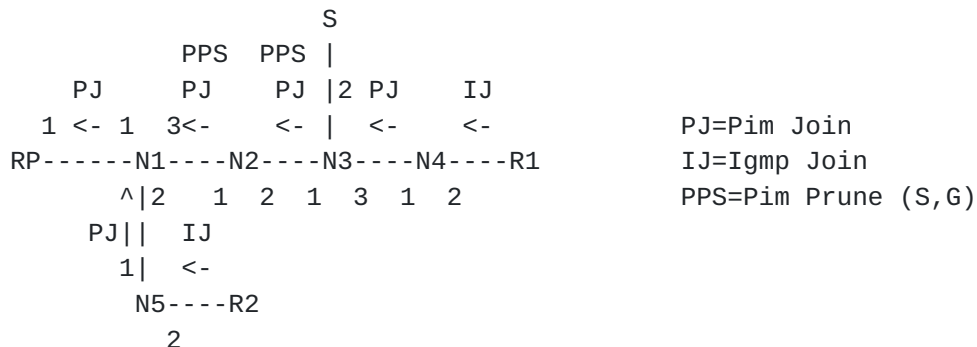 S
           PPS  PPS |
    PJ     PJ    PJ |2 PJ    IJ
  1 <- 1  3<-    <- |  <-    <-            PJ=Pim Join
RP------N1----N2----N3----N4----R1         IJ=Igmp Join
       ^|2   1  2  1  3  1  2              PPS=Pim Prune (S,G)
     PJ||  IJ
       1|  <-
        N5----R2
          2